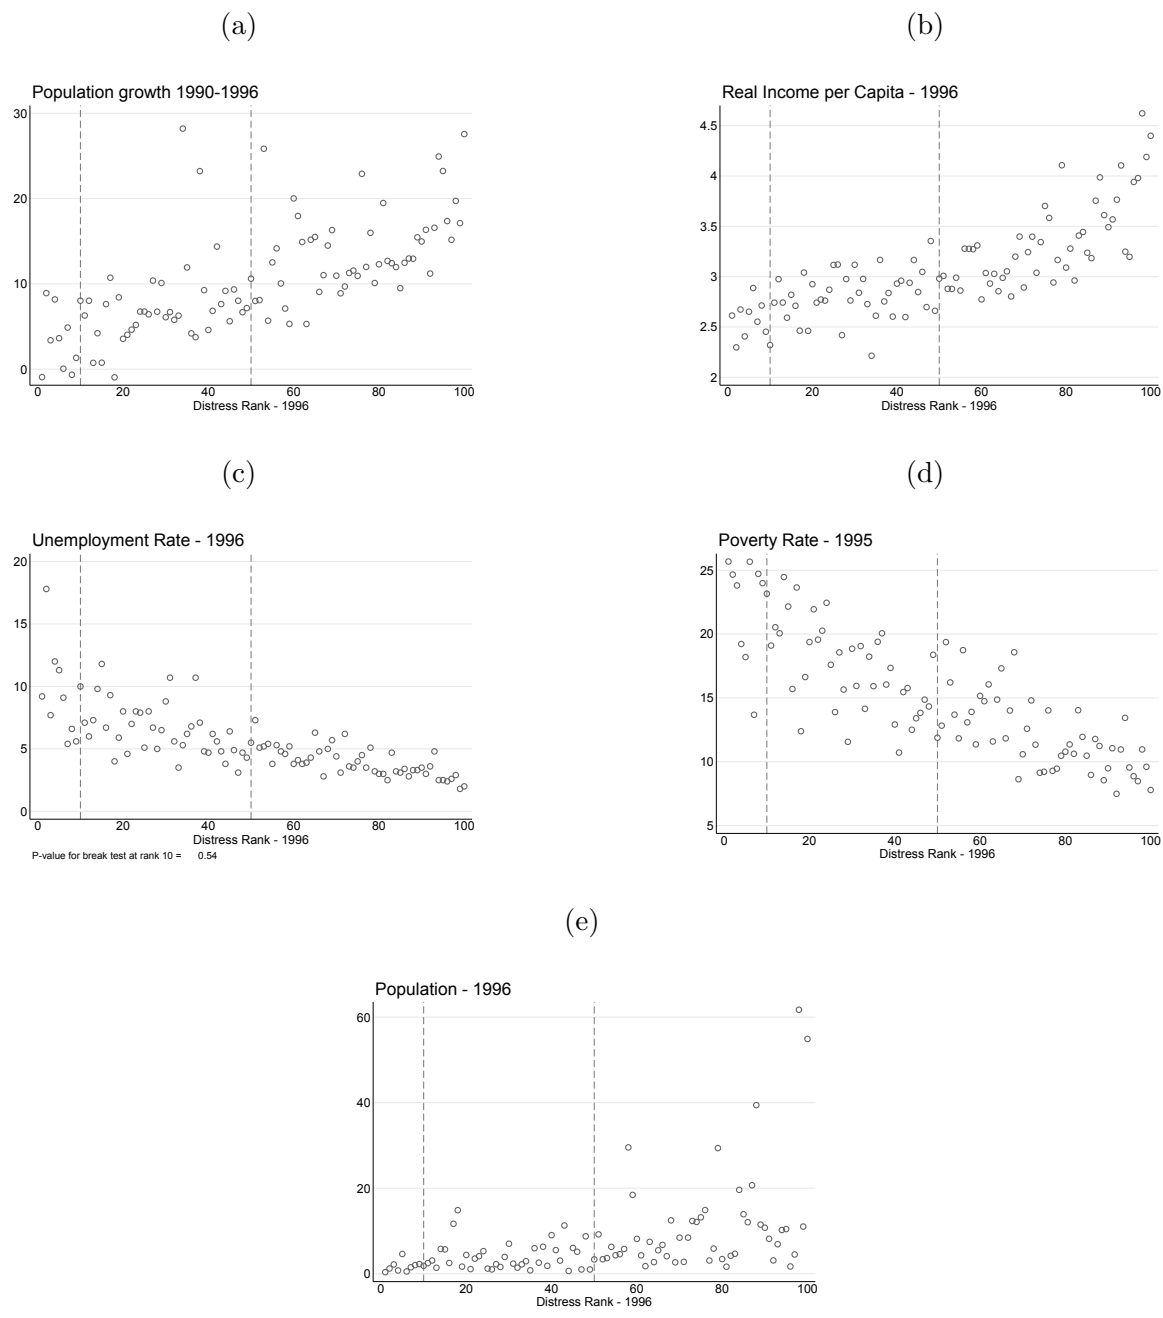 (a)
(b)
Population growth 1990-1996
Real Income per Capita - 1996
30
20
10
0
0 20 40 60 80 100
Distress Rank - 1996
4.5
4
3.5
3
2.5
2
0 20 40 60 80 100
Distress Rank - 1996
(c)
(d)
Unemployment Rate - 1996
Poverty Rate - 1995
20
15
10
5
0
0 20 40 60 80 100
Distress Rank - 1996
P-value for break test at rank 10 = 0.54
25
20
15
10
5
0 20 40 60 80 100
Distress Rank - 1996
(e)
Population - 1996
60
40
20
0
0 20 40 60 80 100
Distress Rank - 1996